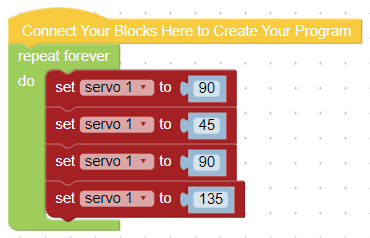 Connect Your Blocks Here to Create Your Program
repeat forever
do
set servo 1 to 90
set servo 1 to 45
set servo 1 to 90
set servo 1 to 135